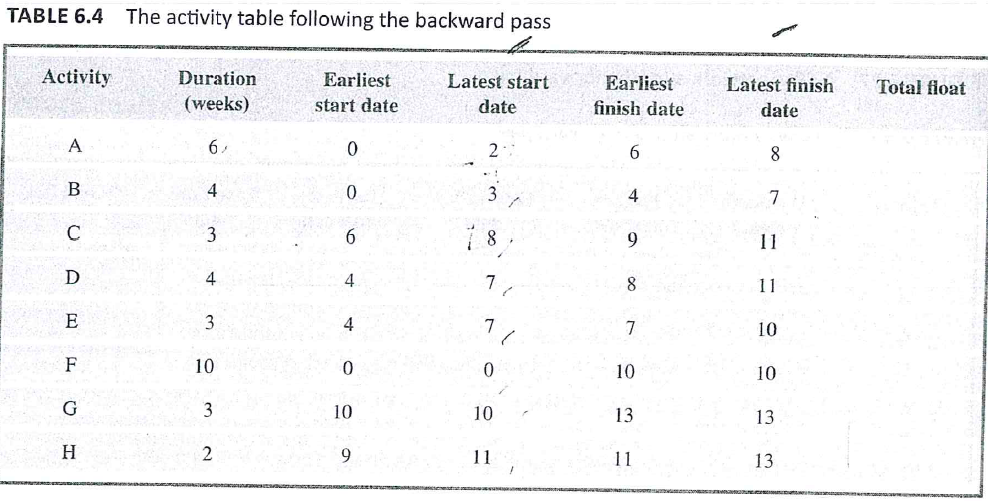 TABLE 6.4 The activity table following the backward pass
Activity Duration (weeks) Earliest start date Latest start date Earliest finish date Latest finish date Total float
A 6 0 2 6 8
B 4 0 3 4 7
C 3 6 8 9 11
D 4 4 7 8 11
E 3 4 7 7 10
F 10 0 0 10 10
G 3 10 10 13 13
H 2 9 11 11 13